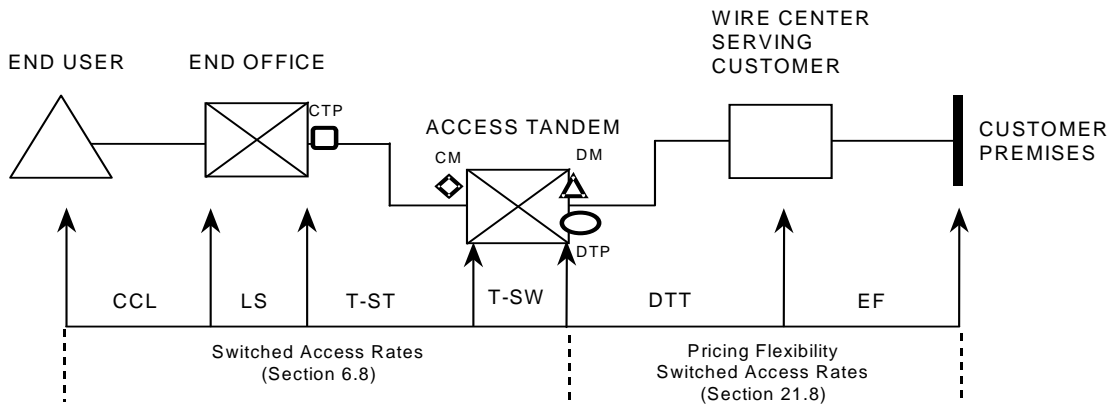 WIRE CENTER
SERVING
CUSTOMER
END USER
END OFFICE
CTP
ACCESS TANDEM
CUSTOMER
PREMISES
CM
DM
DTP
CCL
LS
T-ST
T-SW
DTT
EF
Switched Access Rates
(Section 6.8)
Pricing Flexibility
Switched Access Rates
(Section 21.8)